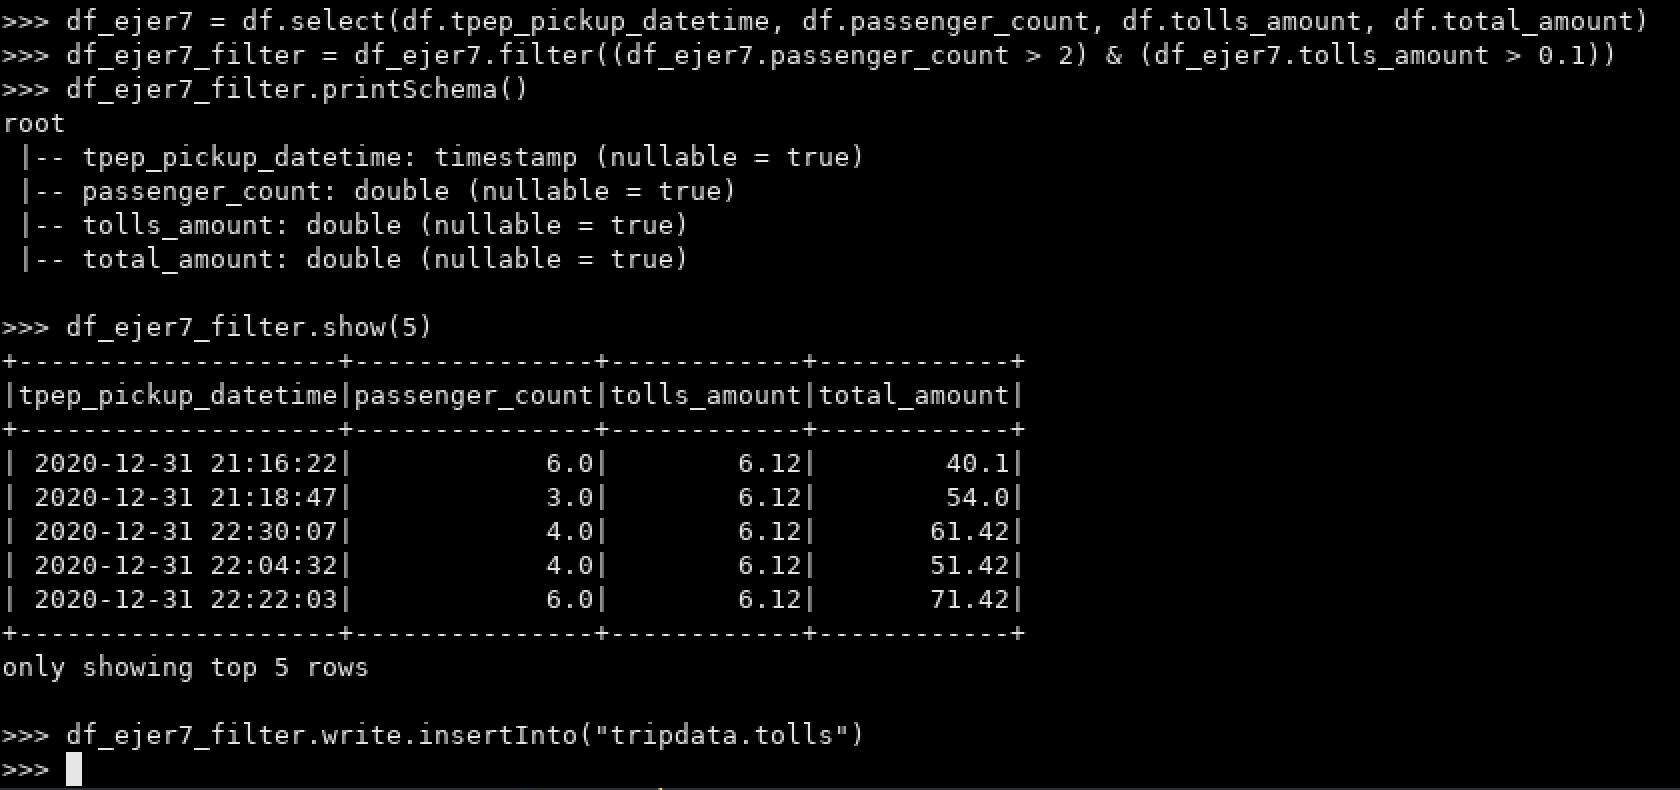 >>> df_ejer7 = df.select(df.tpep_pickup_datetime, df.passenger_count, df.tolls_amount, df.total_amount)
>>> df_ejer7_filter = df_ejer7.filter((df_ejer7.passenger_count > 2) & (df_ejer7.tolls_amount > 0.1))
>>> df_ejer7_filter.printSchema()
root
 |-- tpep_pickup_datetime: timestamp (nullable = true)
 |-- passenger_count: double (nullable = true)
 |-- tolls_amount: double (nullable = true)
 |-- total_amount: double (nullable = true)

>>> df_ejer7_filter.show(5)
+--------------------+---------------+------------+------------+
|tpep_pickup_datetime|passenger_count|tolls_amount|total_amount|
+--------------------+---------------+------------+------------+
| 2020-12-31 21:16:22|            6.0|        6.12|        40.1|
| 2020-12-31 21:18:47|            3.0|        6.12|        54.0|
| 2020-12-31 22:30:07|            4.0|        6.12|       61.42|
| 2020-12-31 22:04:32|            4.0|        6.12|       51.42|
| 2020-12-31 22:22:03|            6.0|        6.12|       71.42|
+--------------------+---------------+------------+------------+
only showing top 5 rows

>>> df_ejer7_filter.write.insertInto("tripdata.tolls")
>>>